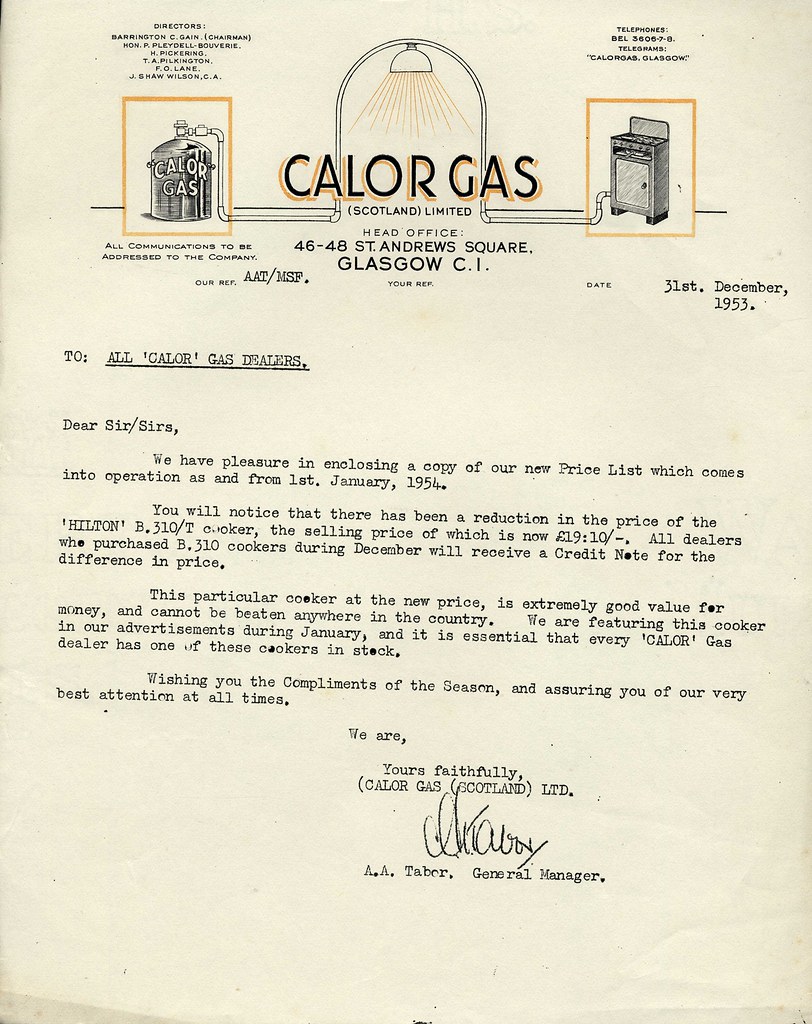 DIRECTORS:
BARRINGTON C. GAIN. (CHAIRMAN)
HON. P. PLEYDELL-BOUVERIE.
H. PICKERING.
T. A. PILKINGTON.
F. O. LANE.
J. SHAW WILSON, C.A.
TELEPHONES:
BEL 3606-7-8.
TELEGRAMS:
"CALORGAS, GLASGOW."
CALOR
GAS
CALOR GAS
(SCOTLAND) LIMITED
HEAD OFFICE:
46-48 ST. ANDREWS SQUARE,
GLASGOW C.I.
ALL COMMUNICATIONS TO BE
ADDRESSED TO THE COMPANY.
OUR REF. AAT/MSF.
YOUR REF.
DATE 31st. December,
1953.
TO: ALL 'CALOR' GAS DEALERS.
Dear Sir/Sirs,
We have pleasure in enclosing a copy of our new Price List which comes
into operation as and from 1st. January, 1954.
You will notice that there has been a reduction in the price of the
'HILTON' B.310/T cooker, the selling price of which is now £19:10/-. All dealers
who purchased B.310 cookers during December will receive a Credit Note for the
difference in price.
This particular cooker at the new price, is extremely good value for
money, and cannot be beaten anywhere in the country. We are featuring this cooker
in our advertisements during January, and it is essential that every 'CALOR' Gas
dealer has one of these cookers in stock.
Wishing you the Compliments of the Season, and assuring you of our very
best attention at all times.
We are,
Yours faithfully,
(CALOR GAS (SCOTLAND) LTD.
AATabor
A.A. Tabor. General Manager.